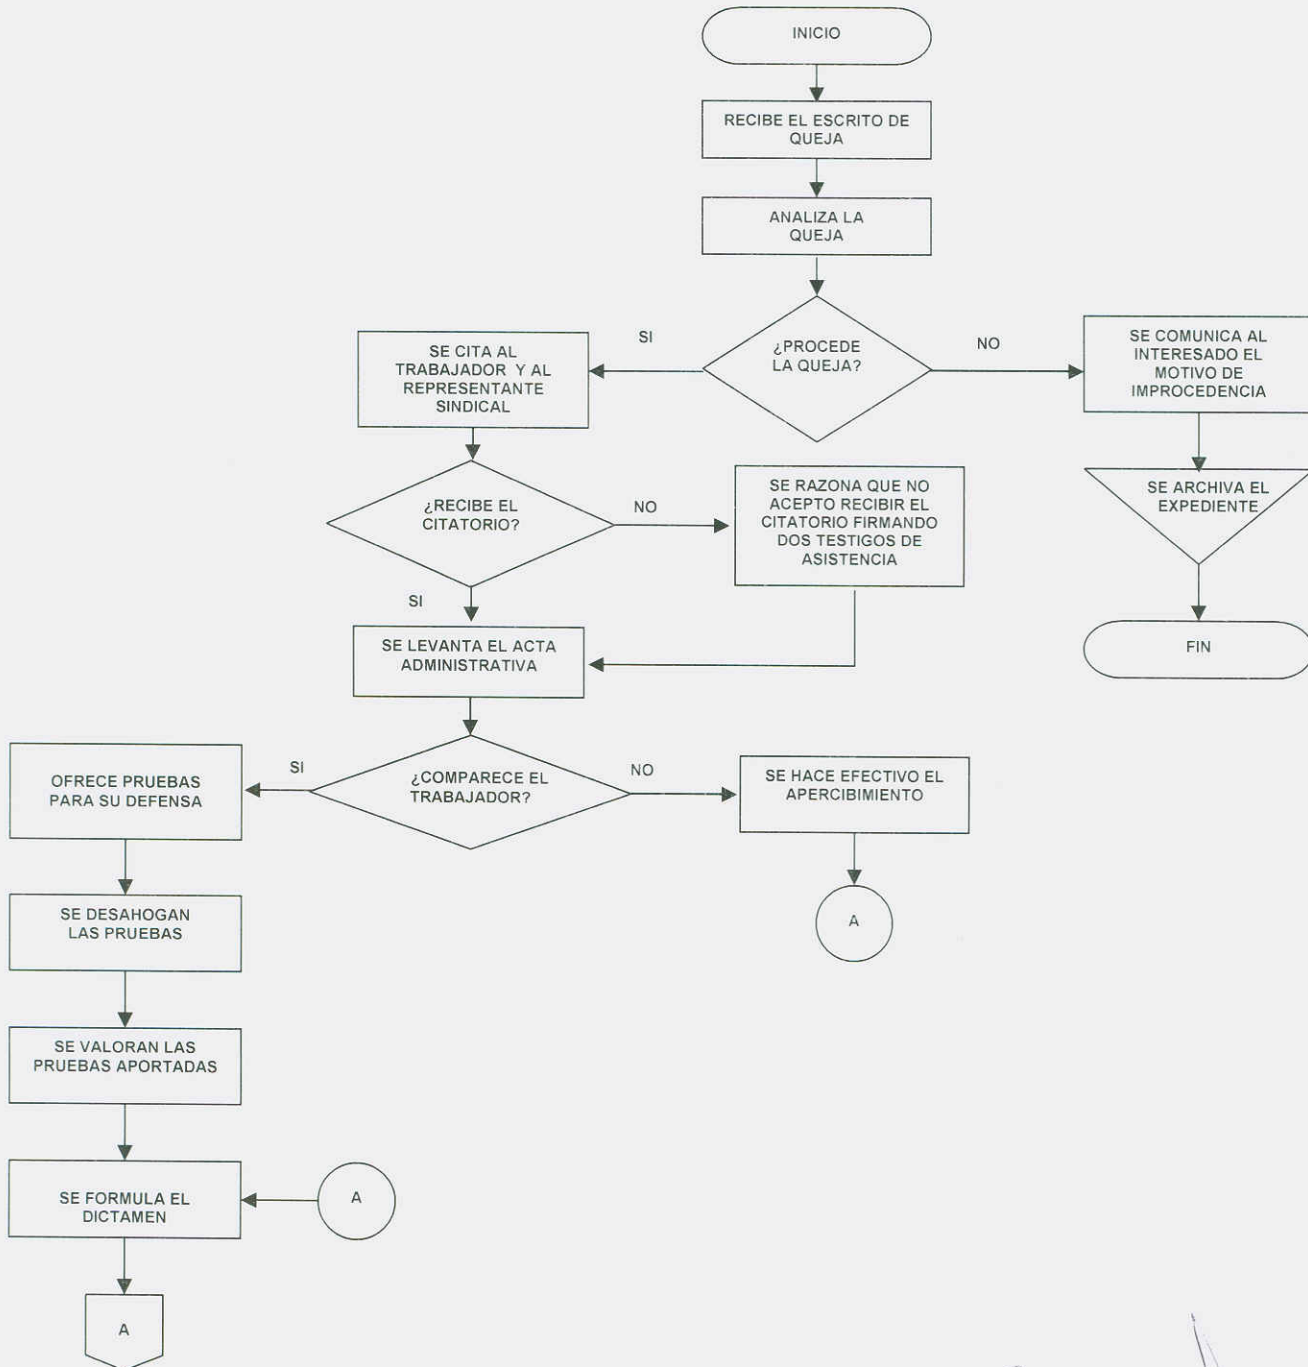 INICIO
RECIBE EL ESCRITO DE
QUEJA
ANALIZA LA
QUEJA
¿PROCEDE
LA QUEJA?
SI
NO
SE CITA AL
TRABAJADOR Y AL
REPRESENTANTE
SINDICAL
SE COMUNICA AL
INTERESADO EL
MOTIVO DE
IMPROCEDENCIA
¿RECIBE EL
CITATORIO?
NO
SI
SE RAZONA QUE NO
ACEPTO RECIBIR EL
CITATORIO FIRMANDO
DOS TESTIGOS DE
ASISTENCIA
SE ARCHIVA EL
EXPEDIENTE
FIN
SE LEVANTA EL ACTA
ADMINISTRATIVA
¿COMPARECE EL
TRABAJADOR?
SI
NO
OFRECE PRUEBAS
PARA SU DEFENSA
SE HACE EFECTIVO EL
APERCIBIMIENTO
A
SE DESAHOGAN
LAS PRUEBAS
SE VALORAN LAS
PRUEBAS APORTADAS
SE FORMULA EL
DICTAMEN
A
A